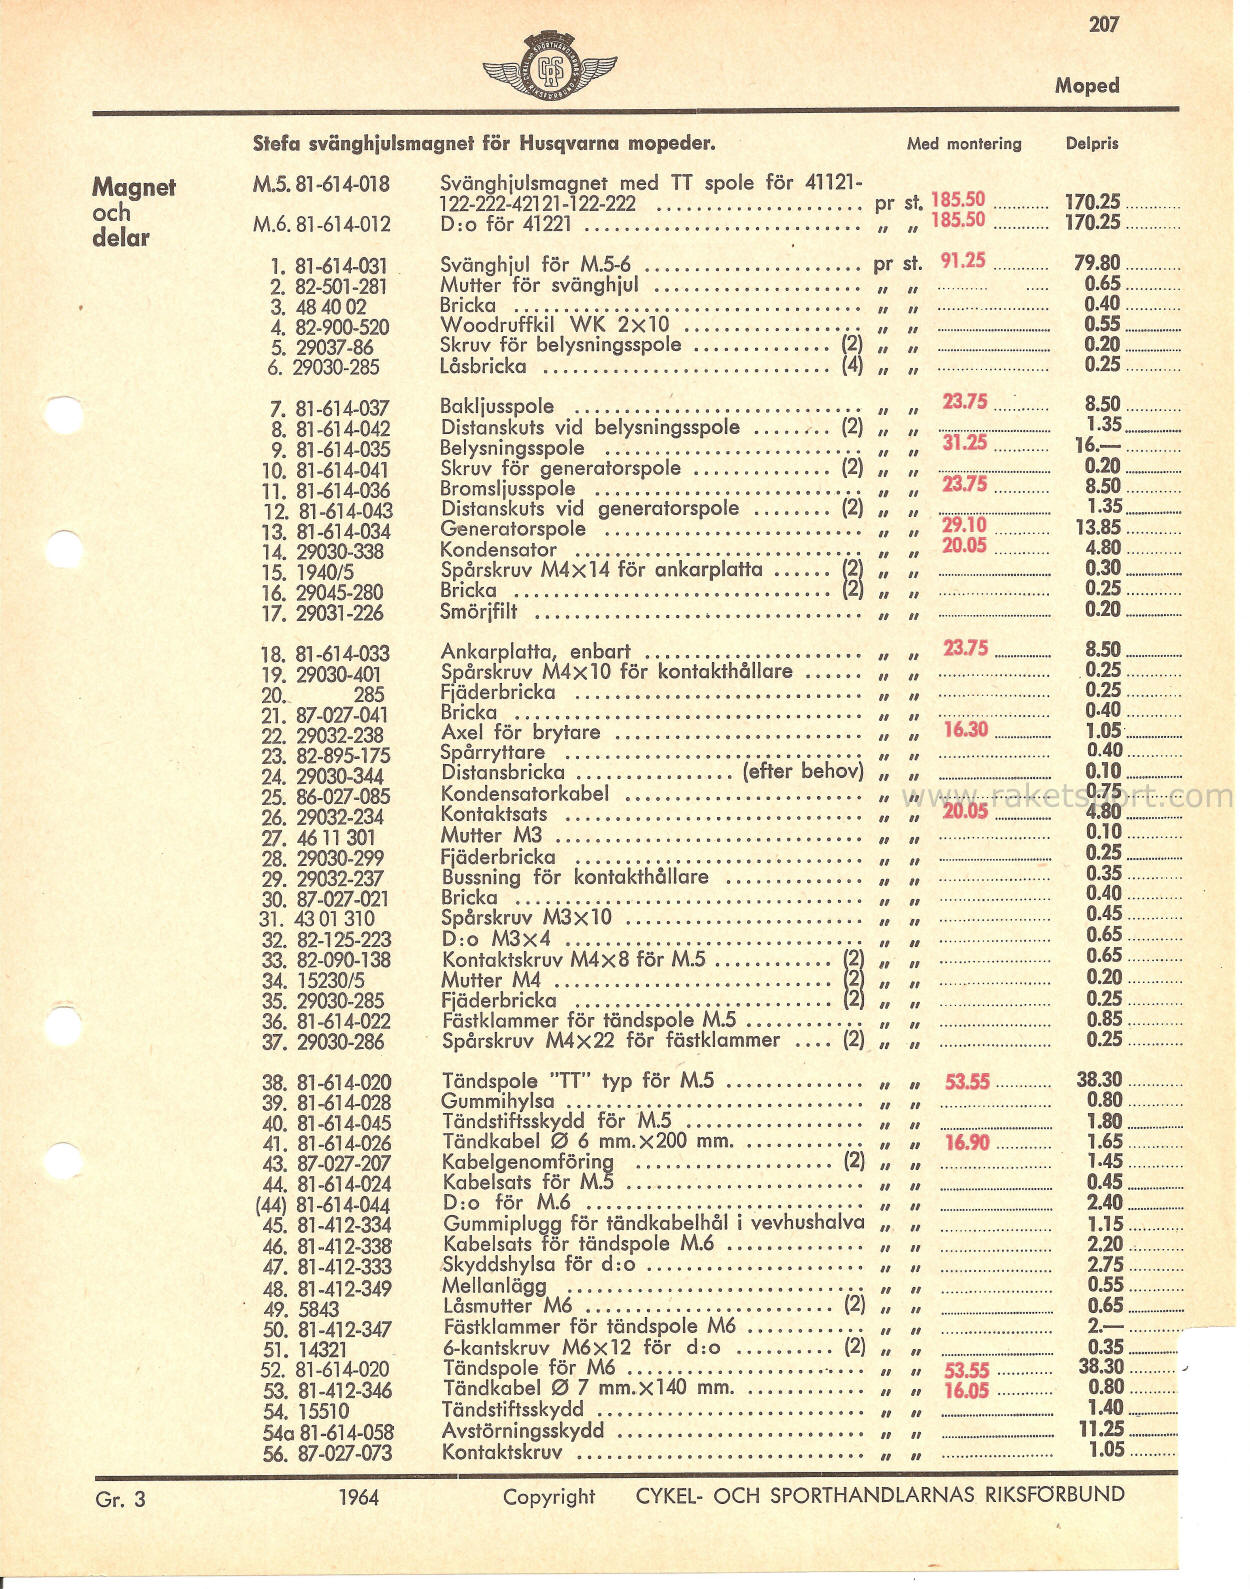 207
Moped
Stefa svänghjulsmagnet för Husqvarna mopeder. Med montering Delpris
Magnet
och
delar
M.5. 81-614-018 Svänghjulsmagnet med TT spole för 41121-
122-222-42121-122-222 pr st. 185.50 170.25
M.6. 81-614-012 D:o för 41221 „ „ 185.50 170.25
1. 81-614-031 Svänghjul för M.5-6 pr st. 91.25 79.80
2. 82-501-281 Mutter för svänghjul „ „ 0.65
3. 48 40 02 Bricka „ „ 0.40
4. 82-900-520 Woodruffkil WK 2×10 „ „ 0.55
5. 29037-86 Skruv för belysningsspole (2) „ „ 0.20
6. 29030-285 Låsbricka (4) „ „ 0.25
7. 81-614-037 Bakljusspole „ „ 23.75 8.50
8. 81-614-042 Distanskuts vid belysningsspole (2) „ „ 1.35
9. 81-614-035 Belysningsspole „ „ 31.25 16.—
10. 81-614-041 Skruv för generatorspole (2) „ „ 0.20
11. 81-614-036 Bromsljusspole „ „ 23.75 8.50
12. 81-614-043 Distanskuts vid generatorspole (2) „ „ 1.35
13. 81-614-034 Generatorspole „ „ 29.10 13.85
14. 29030-338 Kondensator „ „ 20.05 4.80
15. 1940/5 Spårskruv M4×14 för ankarplatta (2) „ „ 0.30
16. 29045-280 Bricka (2) „ „ 0.25
17. 29031-226 Smörjfilt „ „ 0.20
18. 81-614-033 Ankarplatta, enbart „ „ 23.75 8.50
19. 29030-401 Spårskruv M4×10 för kontakthållare „ „ 0.25
20. 285 Fjäderbricka „ „ 0.25
21. 87-027-041 Bricka „ „ 0.40
22. 29032-238 Axel för brytare „ „ 16.30 1.05
23. 82-895-175 Spårryttare „ „ 0.40
24. 29030-344 Distansbricka (efter behov) „ „ 0.10
25. 86-027-085 Kondensatorkabel „ „ 0.75
www.raketsport.com
26. 29032-234 Kontaktsats „ „ 20.05 4.80
27. 46 11 301 Mutter M3 „ „ 0.10
28. 29030-299 Fjäderbricka „ „ 0.25
29. 29032-237 Bussning för kontakthållare „ „ 0.35
30. 87-027-021 Bricka „ „ 0.40
31. 43 01 310 Spårskruv M3×10 „ „ 0.45
32. 82-125-223 D:o M3×4 „ „ 0.65
33. 82-090-138 Kontaktskruv M4×8 för M.5 (2) „ „ 0.65
34. 15230/5 Mutter M4 (2) „ „ 0.20
35. 29030-285 Fjäderbricka (2) „ „ 0.25
36. 81-614-022 Fästklammer för tändspole M.5 „ „ 0.85
37. 29030-286 Spårskruv M4×22 för fästklammer (2) „ „ 0.25
38. 81-614-020 Tändspole "TT" typ för M.5 „ „ 53.55 38.30
39. 81-614-028 Gummihylsa „ „ 0.80
40. 81-614-045 Tändstiftsskydd för M.5 „ „ 1.80
41. 81-614-026 Tändkabel Ø 6 mm.×200 mm. „ „ 16.90 1.65
43. 87-027-207 Kabelgenomföring (2) „ „ 1.45
44. 81-614-024 Kabelsats för M.5 „ „ 0.45
(44) 81-614-044 D:o för M.6 „ „ 2.40
45. 81-412-334 Gummiplugg för tändkabelhål i vevhushalva „ „ 1.15
46. 81-412-338 Kabelsats för tändspole M.6 „ „ 2.20
47. 81-412-333 Skyddshylsa för d:o „ „ 2.75
48. 81-412-349 Mellanlägg „ „ 0.55
49. 5843 Låsmutter M6 (2) „ „ 0.65
50. 81-412-347 Fästklammer för tändspole M6 „ „ 2.—
51. 14321 6-kantskruv M6×12 för d:o (2) „ „ 0.35
52. 81-614-020 Tändspole för M6 „ „ 53.55 38.30
53. 81-412-346 Tändkabel Ø 7 mm.×140 mm. „ „ 16.05 0.80
54. 15510 Tändstiftsskydd „ „ 1.40
54a 81-614-058 Avstörningsskydd „ „ 11.25
56. 87-027-073 Kontaktskruv „ „ 1.05
Gr. 3 1964 Copyright CYKEL- OCH SPORTHANDLARNAS RIKSFÖRBUND